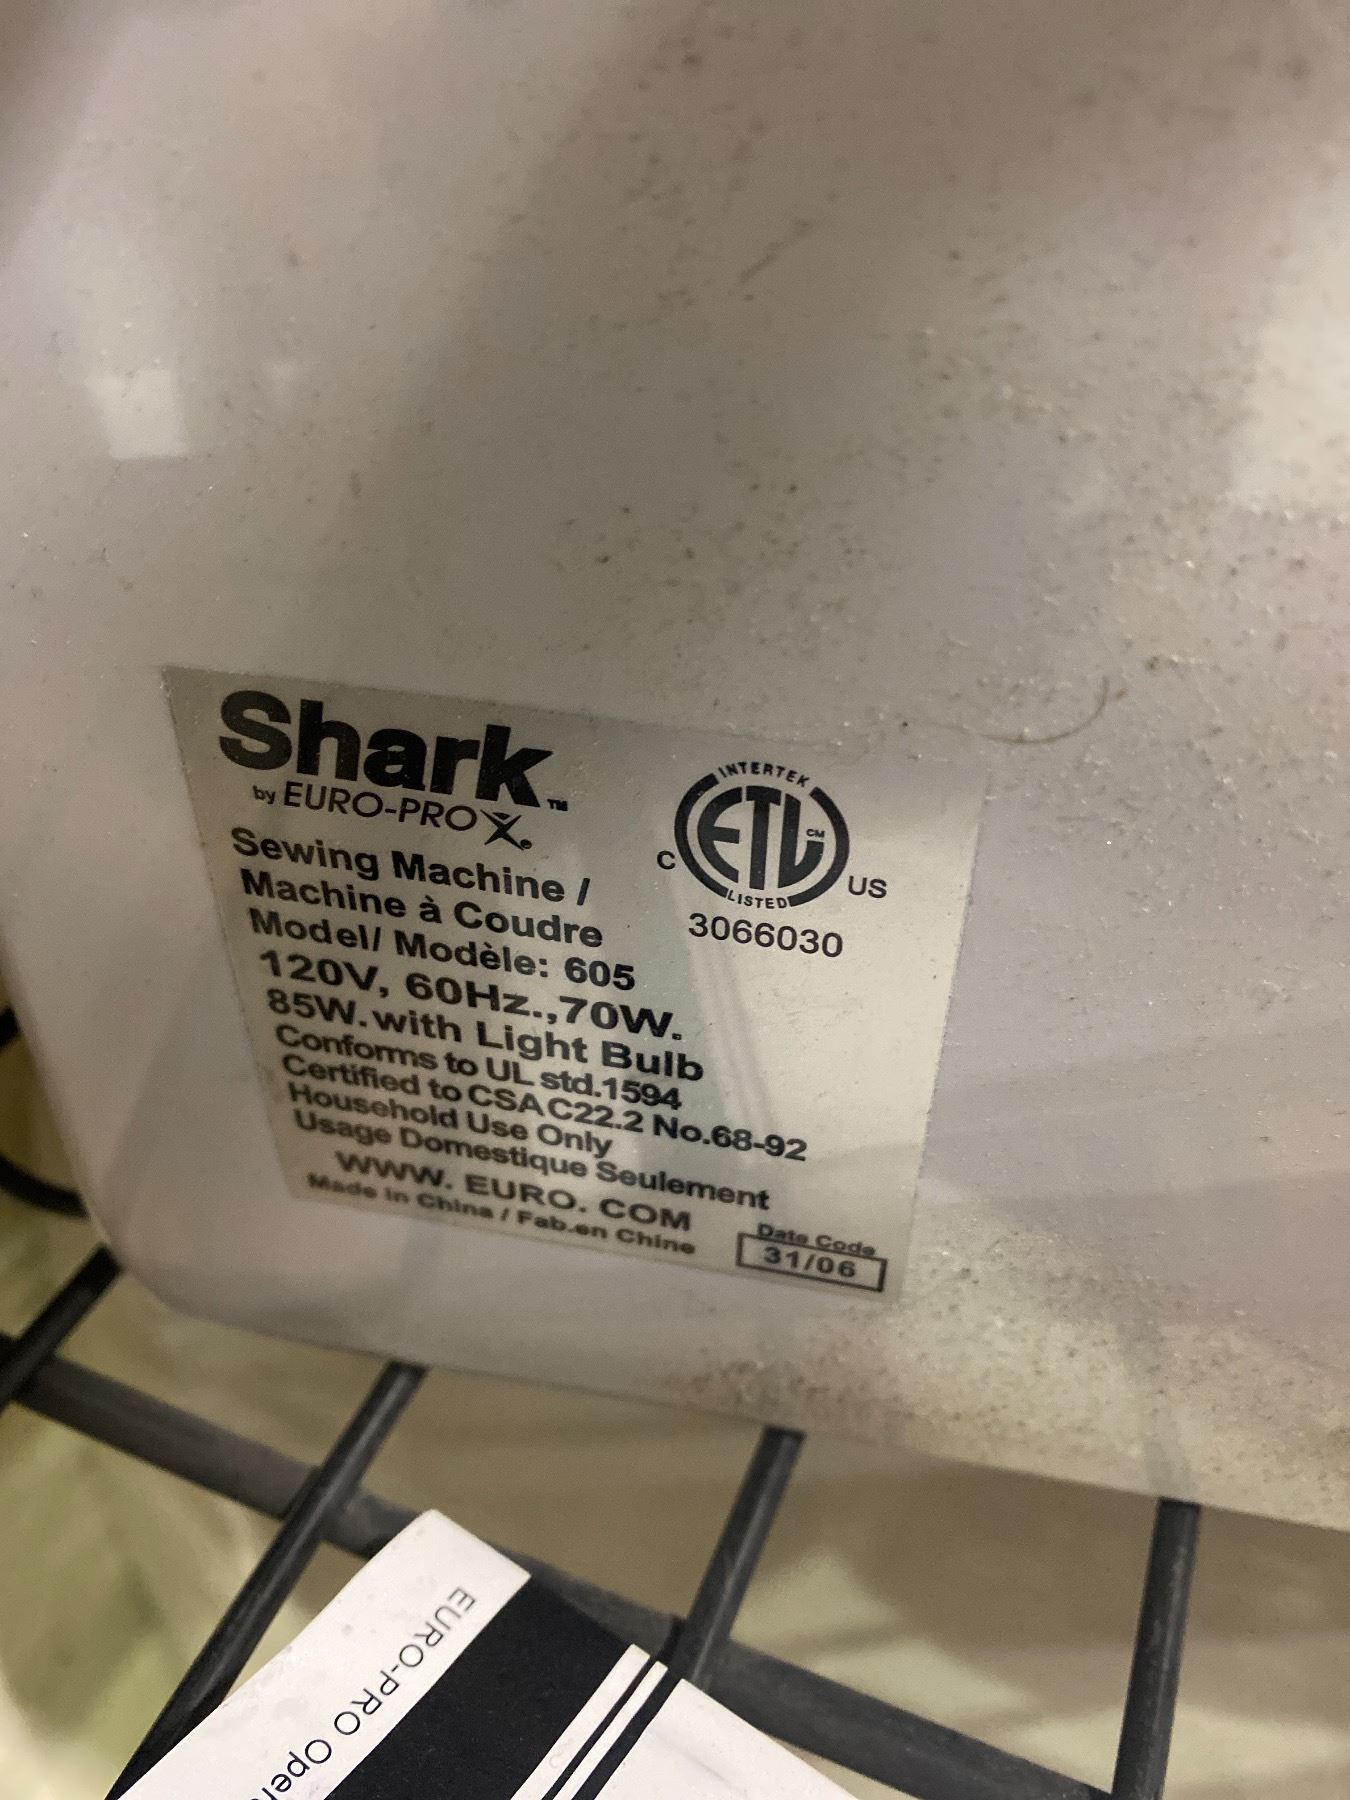 Shark™
by EURO-PRO X®
Sewing Machine /
Machine à Coudre
Model/ Modèle: 605
120V, 60Hz.,70W.
85W.with Light Bulb
Conforms to UL std.1594
Certified to CSA C22.2 No.68-92
Household Use Only
Usage Domestique Seulement
WWW. EURO. COM
Made in China / Fab.en Chine
INTERTEK
C ETL CM US
LISTED
3066030
Date Code
31/06
EURO-PRO